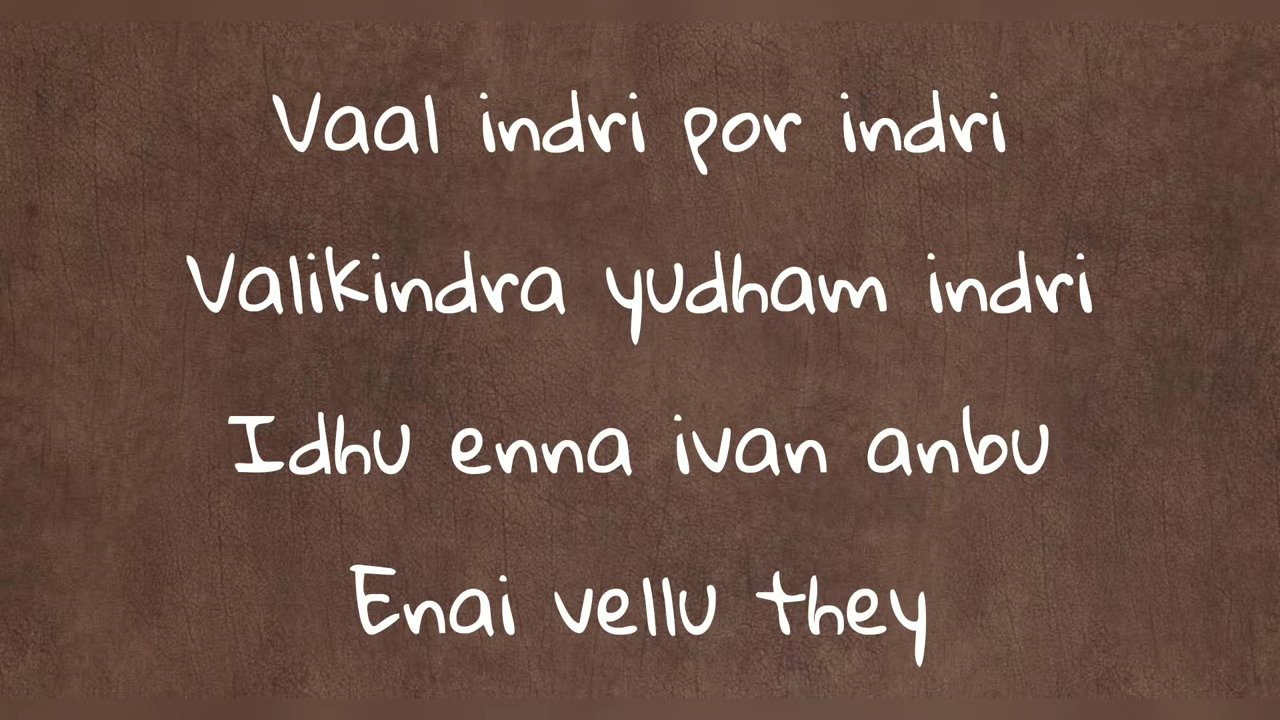 Vaal indri por indri
Valikindra yudham indri
Idhu enna ivan anbu
Enai vellu they